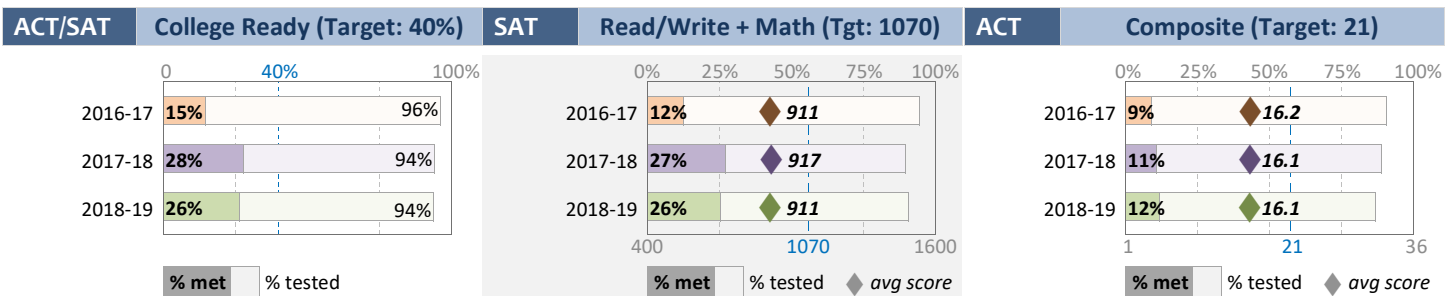 ACT/SAT College Ready (Target: 40%)
0 40% 100%
2016-17 15% 96%
2017-18 28% 94%
2018-19 26% 94%
% met % tested
SAT Read/Write + Math (Tgt: 1070)
0% 25% 50% 75% 100%
2016-17 12% 911
2017-18 27% 917
2018-19 26% 911
400 1070 1600
% met % tested avg score
ACT Composite (Target: 21)
0% 25% 50% 75% 100%
2016-17 9% 16.2
2017-18 11% 16.1
2018-19 12% 16.1
1 21 36
% met % tested avg score